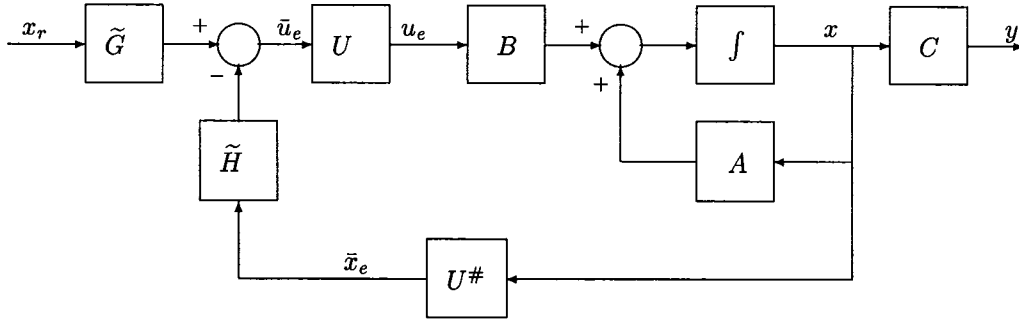 x_r G̃ + − ū_e U u_e B + + ∫ x C y
H̃ A
x̄_e U^#